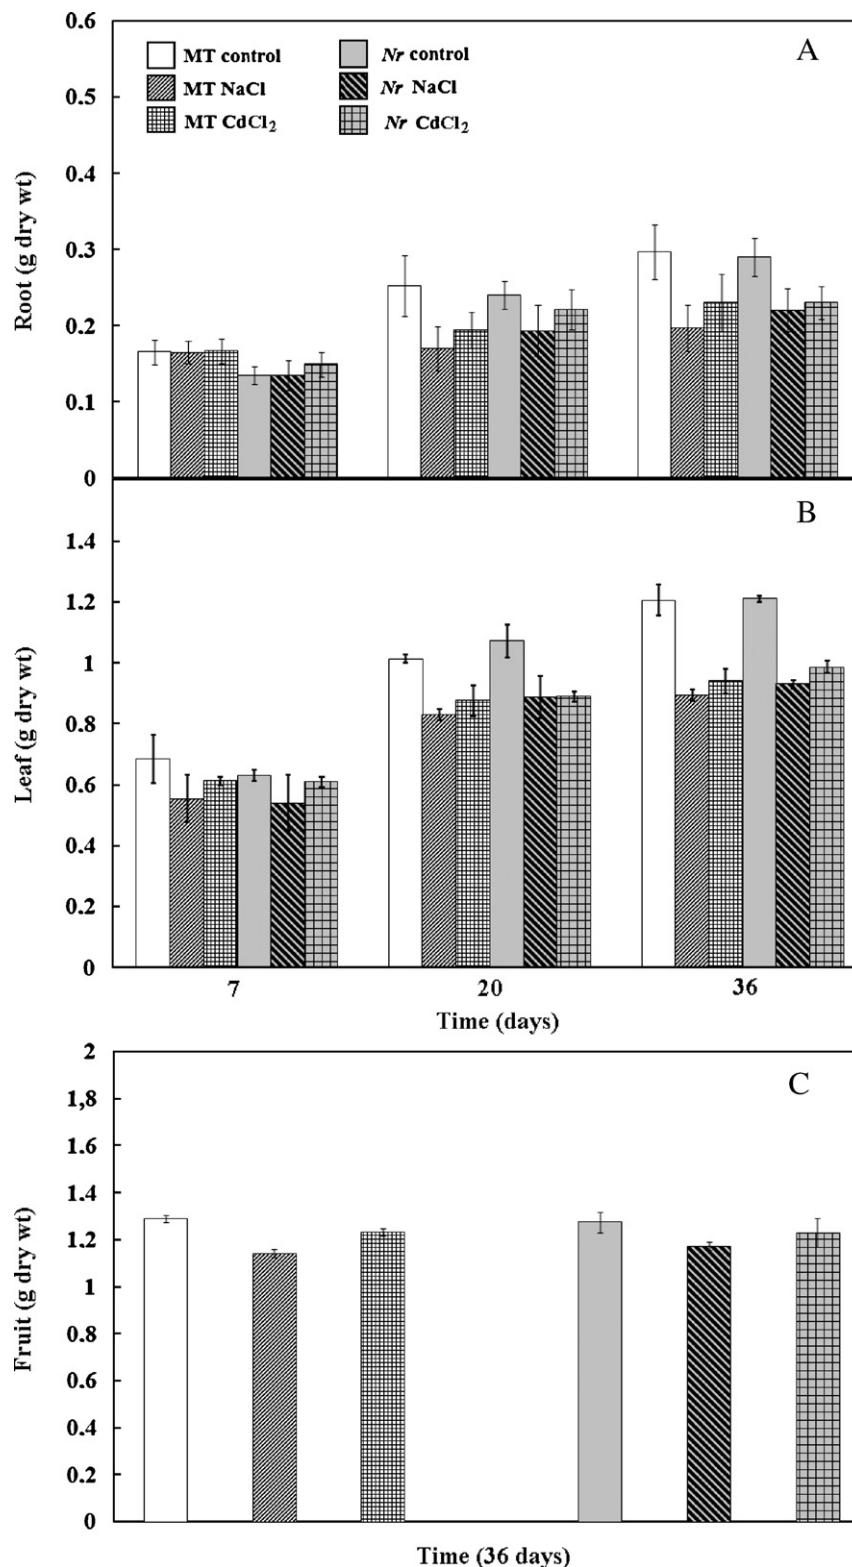 0.6
A
MT control
Nr control
0.5
MT NaCl
Nr NaCl
MT CdCl₂
Nr CdCl₂
0.4
Root (g dry wt)
0.3
0.2
0.1
0
B
1.4
1.2
Leaf (g dry wt)
1
0.8
0.6
0.4
0.2
0
7
20
36
Time (days)
2
C
1,8
1.6
1.4
Fruit (g dry wt)
1.2
1
0.8
0.6
0.4
0.2
0
Time (36 days)